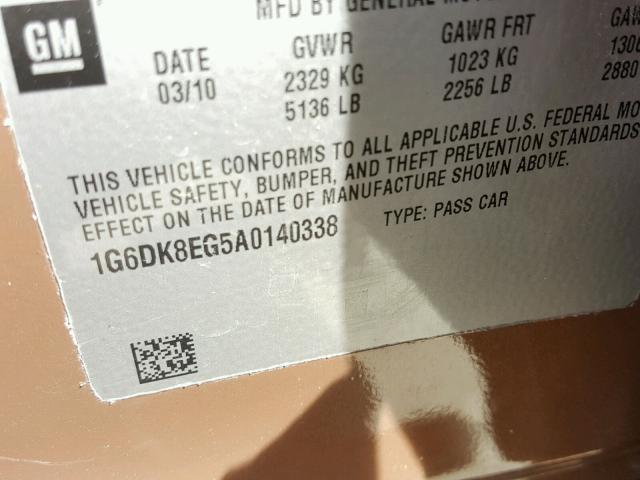 GM
MFD BY GENERAL
DATE GVWR GAWR FRT
03/10 2329 KG 1023 KG
5136 LB 2256 LB 2880
THIS VEHICLE CONFORMS TO ALL APPLICABLE U.S. FEDERAL
VEHICLE SAFETY, BUMPER, AND THEFT PREVENTION STANDARDS
EFFECT ON THE DATE OF MANUFACTURE SHOWN ABOVE.
1G6DK8EG5A0140338 TYPE: PASS CAR